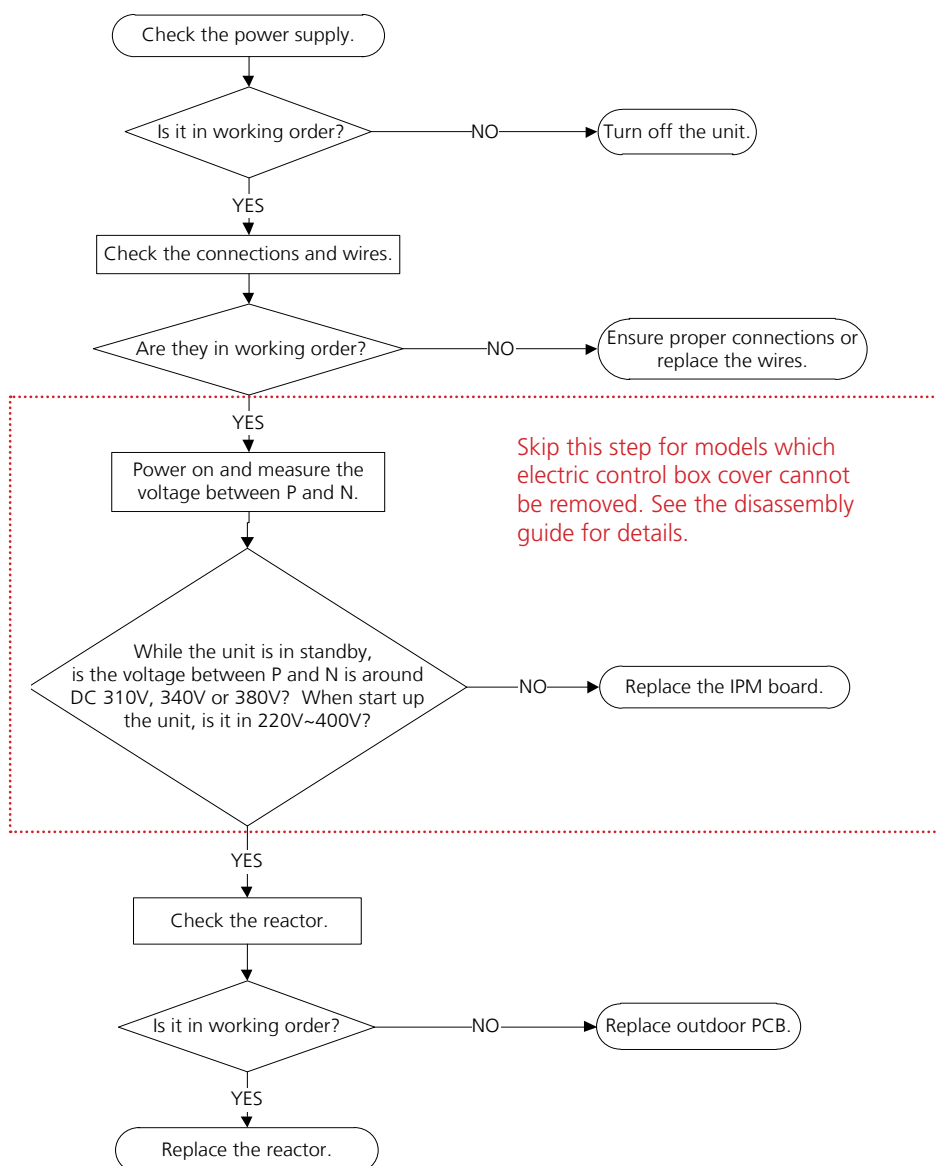 Check the power supply.
Is it in working order?
NO
Turn off the unit.
YES
Check the connections and wires.
Are they in working order?
NO
Ensure proper connections or
replace the wires.
YES
Power on and measure the
voltage between P and N.
Skip this step for models which
electric control box cover cannot
be removed. See the disassembly
guide for details.
While the unit is in standby,
is the voltage between P and N is around
DC 310V, 340V or 380V? When start up
the unit, is it in 220V~400V?
NO
Replace the IPM board.
YES
Check the reactor.
Is it in working order?
NO
Replace outdoor PCB.
YES
Replace the reactor.